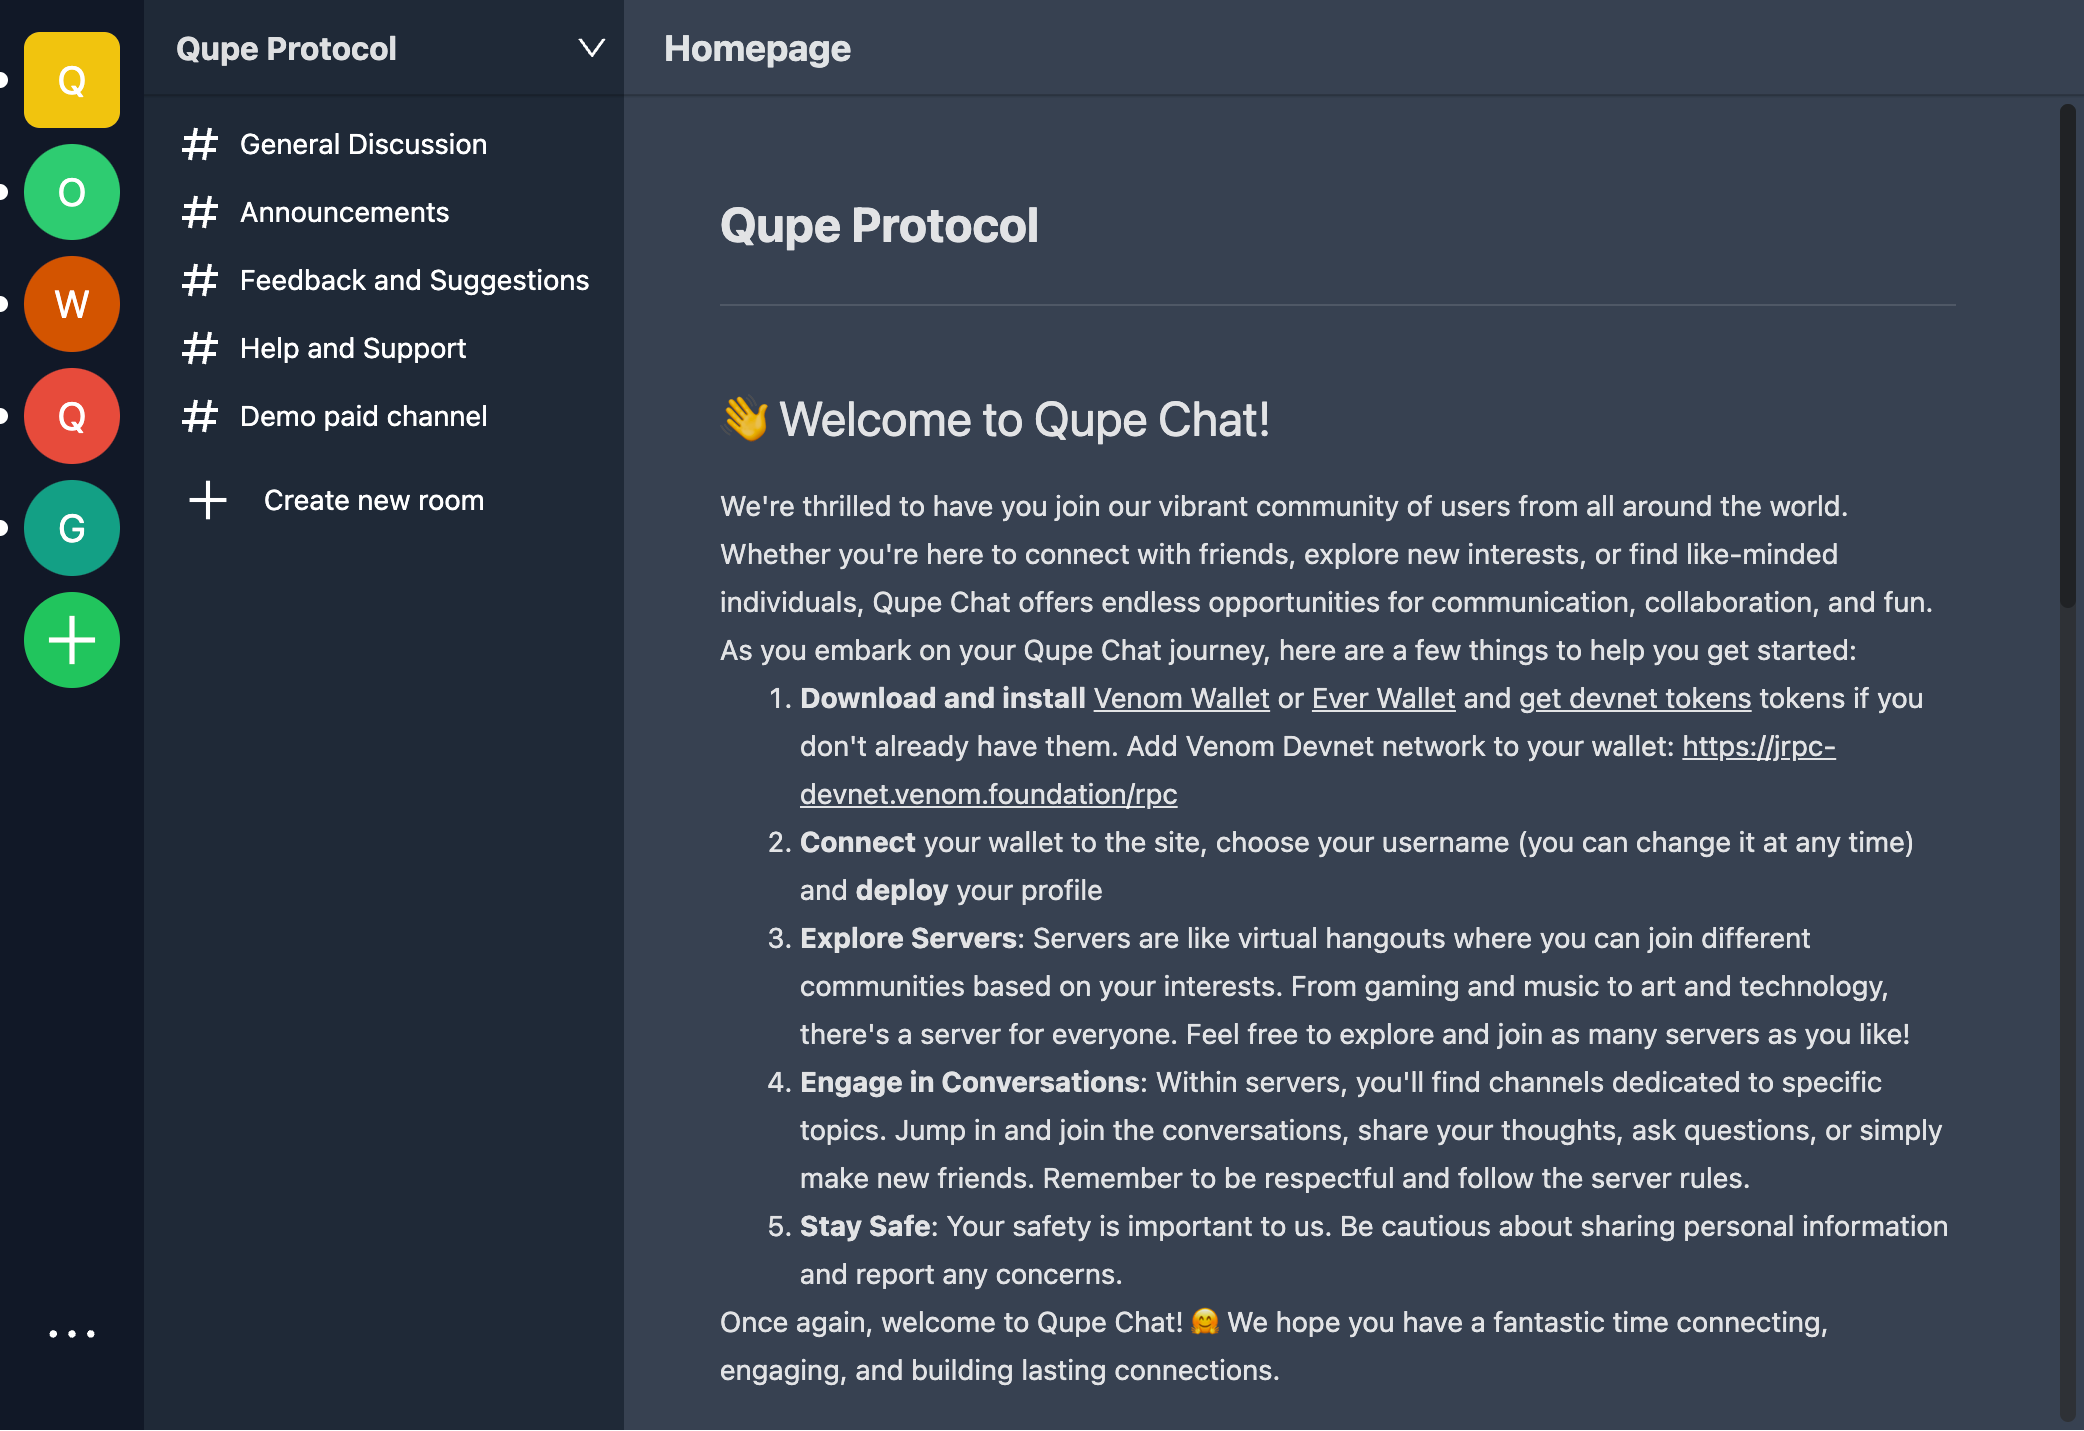 Q
O
W
Q
G
Qupe Protocol
# General Discussion
# Announcements
# Feedback and Suggestions
# Help and Support
# Demo paid channel
+ Create new room
Homepage
Qupe Protocol
👋 Welcome to Qupe Chat!
We're thrilled to have you join our vibrant community of users from all around the world.
Whether you're here to connect with friends, explore new interests, or find like-minded
individuals, Qupe Chat offers endless opportunities for communication, collaboration, and fun.
As you embark on your Qupe Chat journey, here are a few things to help you get started:
1. Download and install Venom Wallet or Ever Wallet and get devnet tokens tokens if you
don't already have them. Add Venom Devnet network to your wallet: https://jrpc-
devnet.venom.foundation/rpc
2. Connect your wallet to the site, choose your username (you can change it at any time)
and deploy your profile
3. Explore Servers: Servers are like virtual hangouts where you can join different
communities based on your interests. From gaming and music to art and technology,
there's a server for everyone. Feel free to explore and join as many servers as you like!
4. Engage in Conversations: Within servers, you'll find channels dedicated to specific
topics. Jump in and join the conversations, share your thoughts, ask questions, or simply
make new friends. Remember to be respectful and follow the server rules.
5. Stay Safe: Your safety is important to us. Be cautious about sharing personal information
and report any concerns.
Once again, welcome to Qupe Chat! 🤗 We hope you have a fantastic time connecting,
engaging, and building lasting connections.